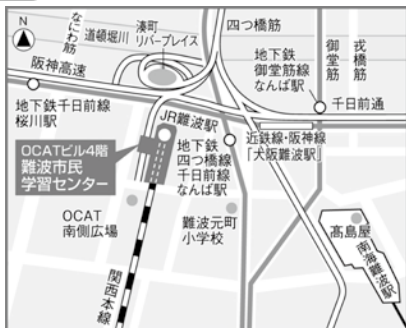 N
なにわ筋
道頓堀川
湊町
リバープレイス
四つ橋筋
地下鉄
御堂筋線
なんば駅
御堂筋
戎橋筋
阪神高速
千日前通
地下鉄千日前線
桜川駅
JR難波駅
近鉄線・阪神線
「大阪難波駅」
OCATビル4階
難波市民
学習センター
地下鉄
四つ橋線
千日前線
なんば駅
OCAT
南側広場
難波元町
小学校
髙島屋
南海難波駅
関西本線